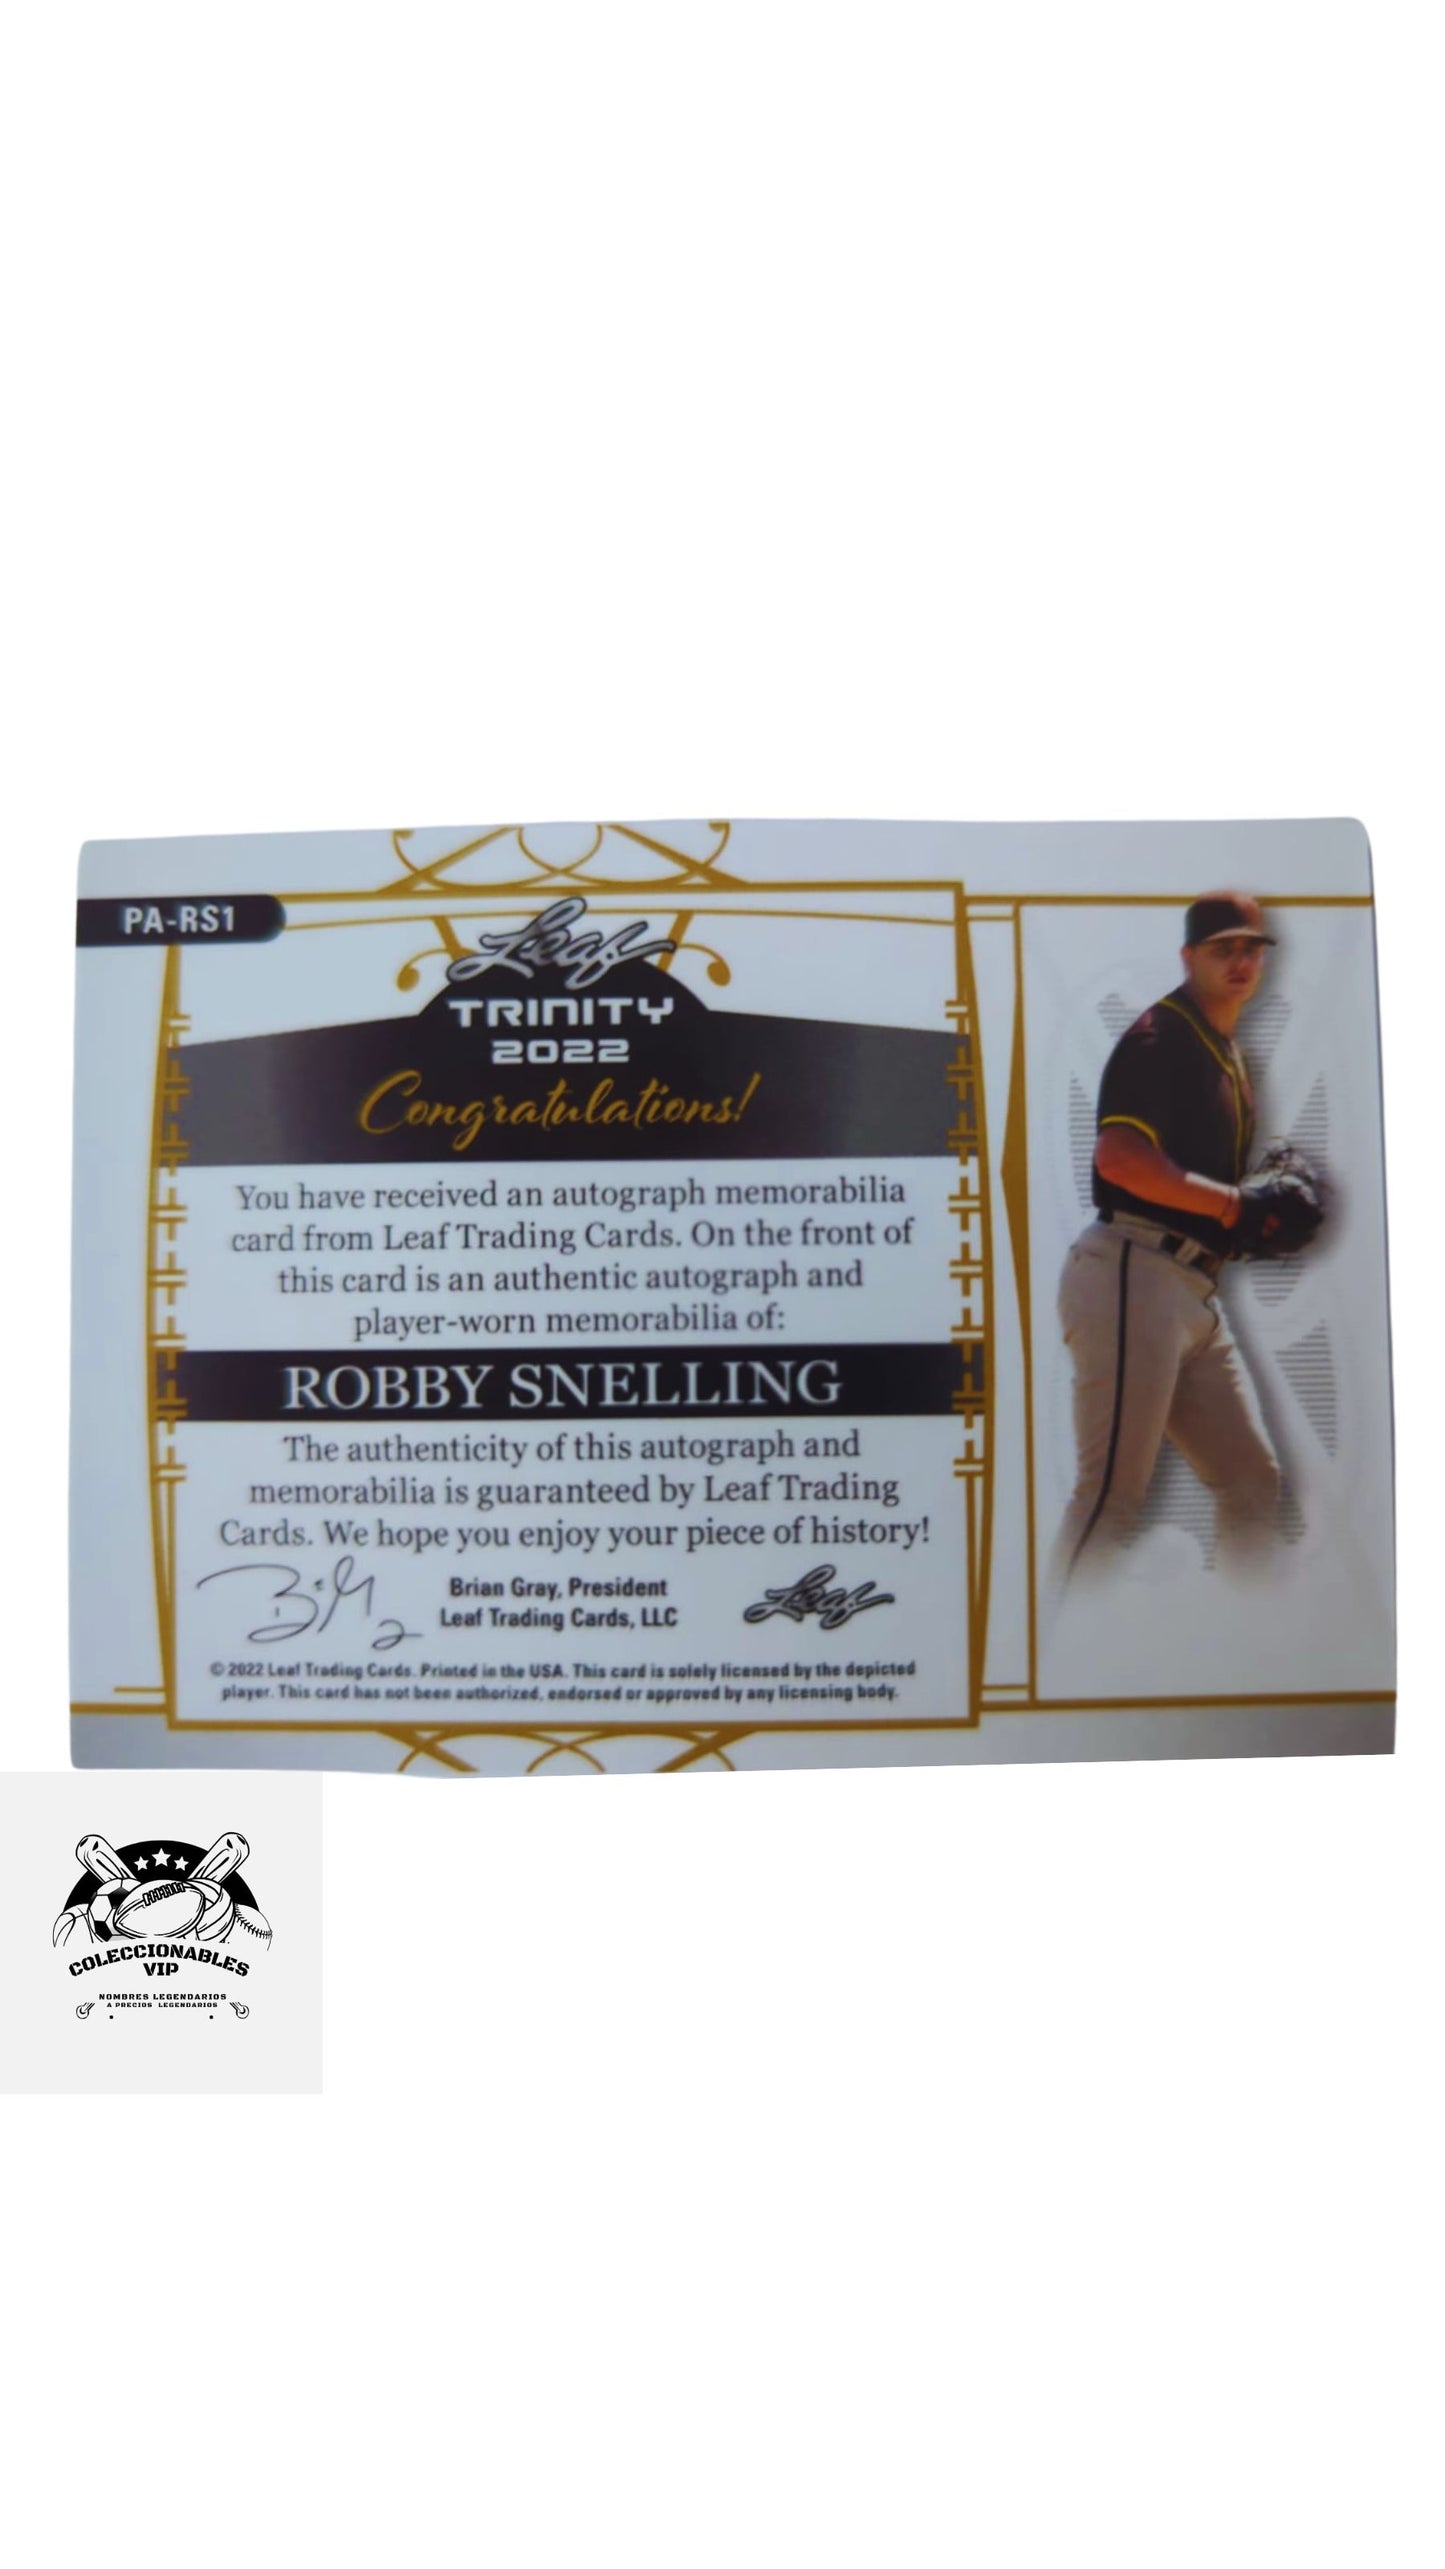 PA-RS1
Leaf
TRINITY
2022
Congratulations!
You have received an autograph memorabilia
card from Leaf Trading Cards. On the front of
this card is an authentic autograph and
player-worn memorabilia of:
ROBBY SNELLING
The authenticity of this autograph and
memorabilia is guaranteed by Leaf Trading
Cards. We hope you enjoy your piece of history!
Brian Gray, President
Leaf Trading Cards, LLC
Leaf
© 2022 Leaf Trading Cards. Printed in the USA. This card is solely licensed by the depicted
player. This card has not been authorized, endorsed or approved by any licensing body.
COLECCIONABLES
VIP
NOMBRES LEGENDARIOS
A PRECIOS LEGENDARIOS